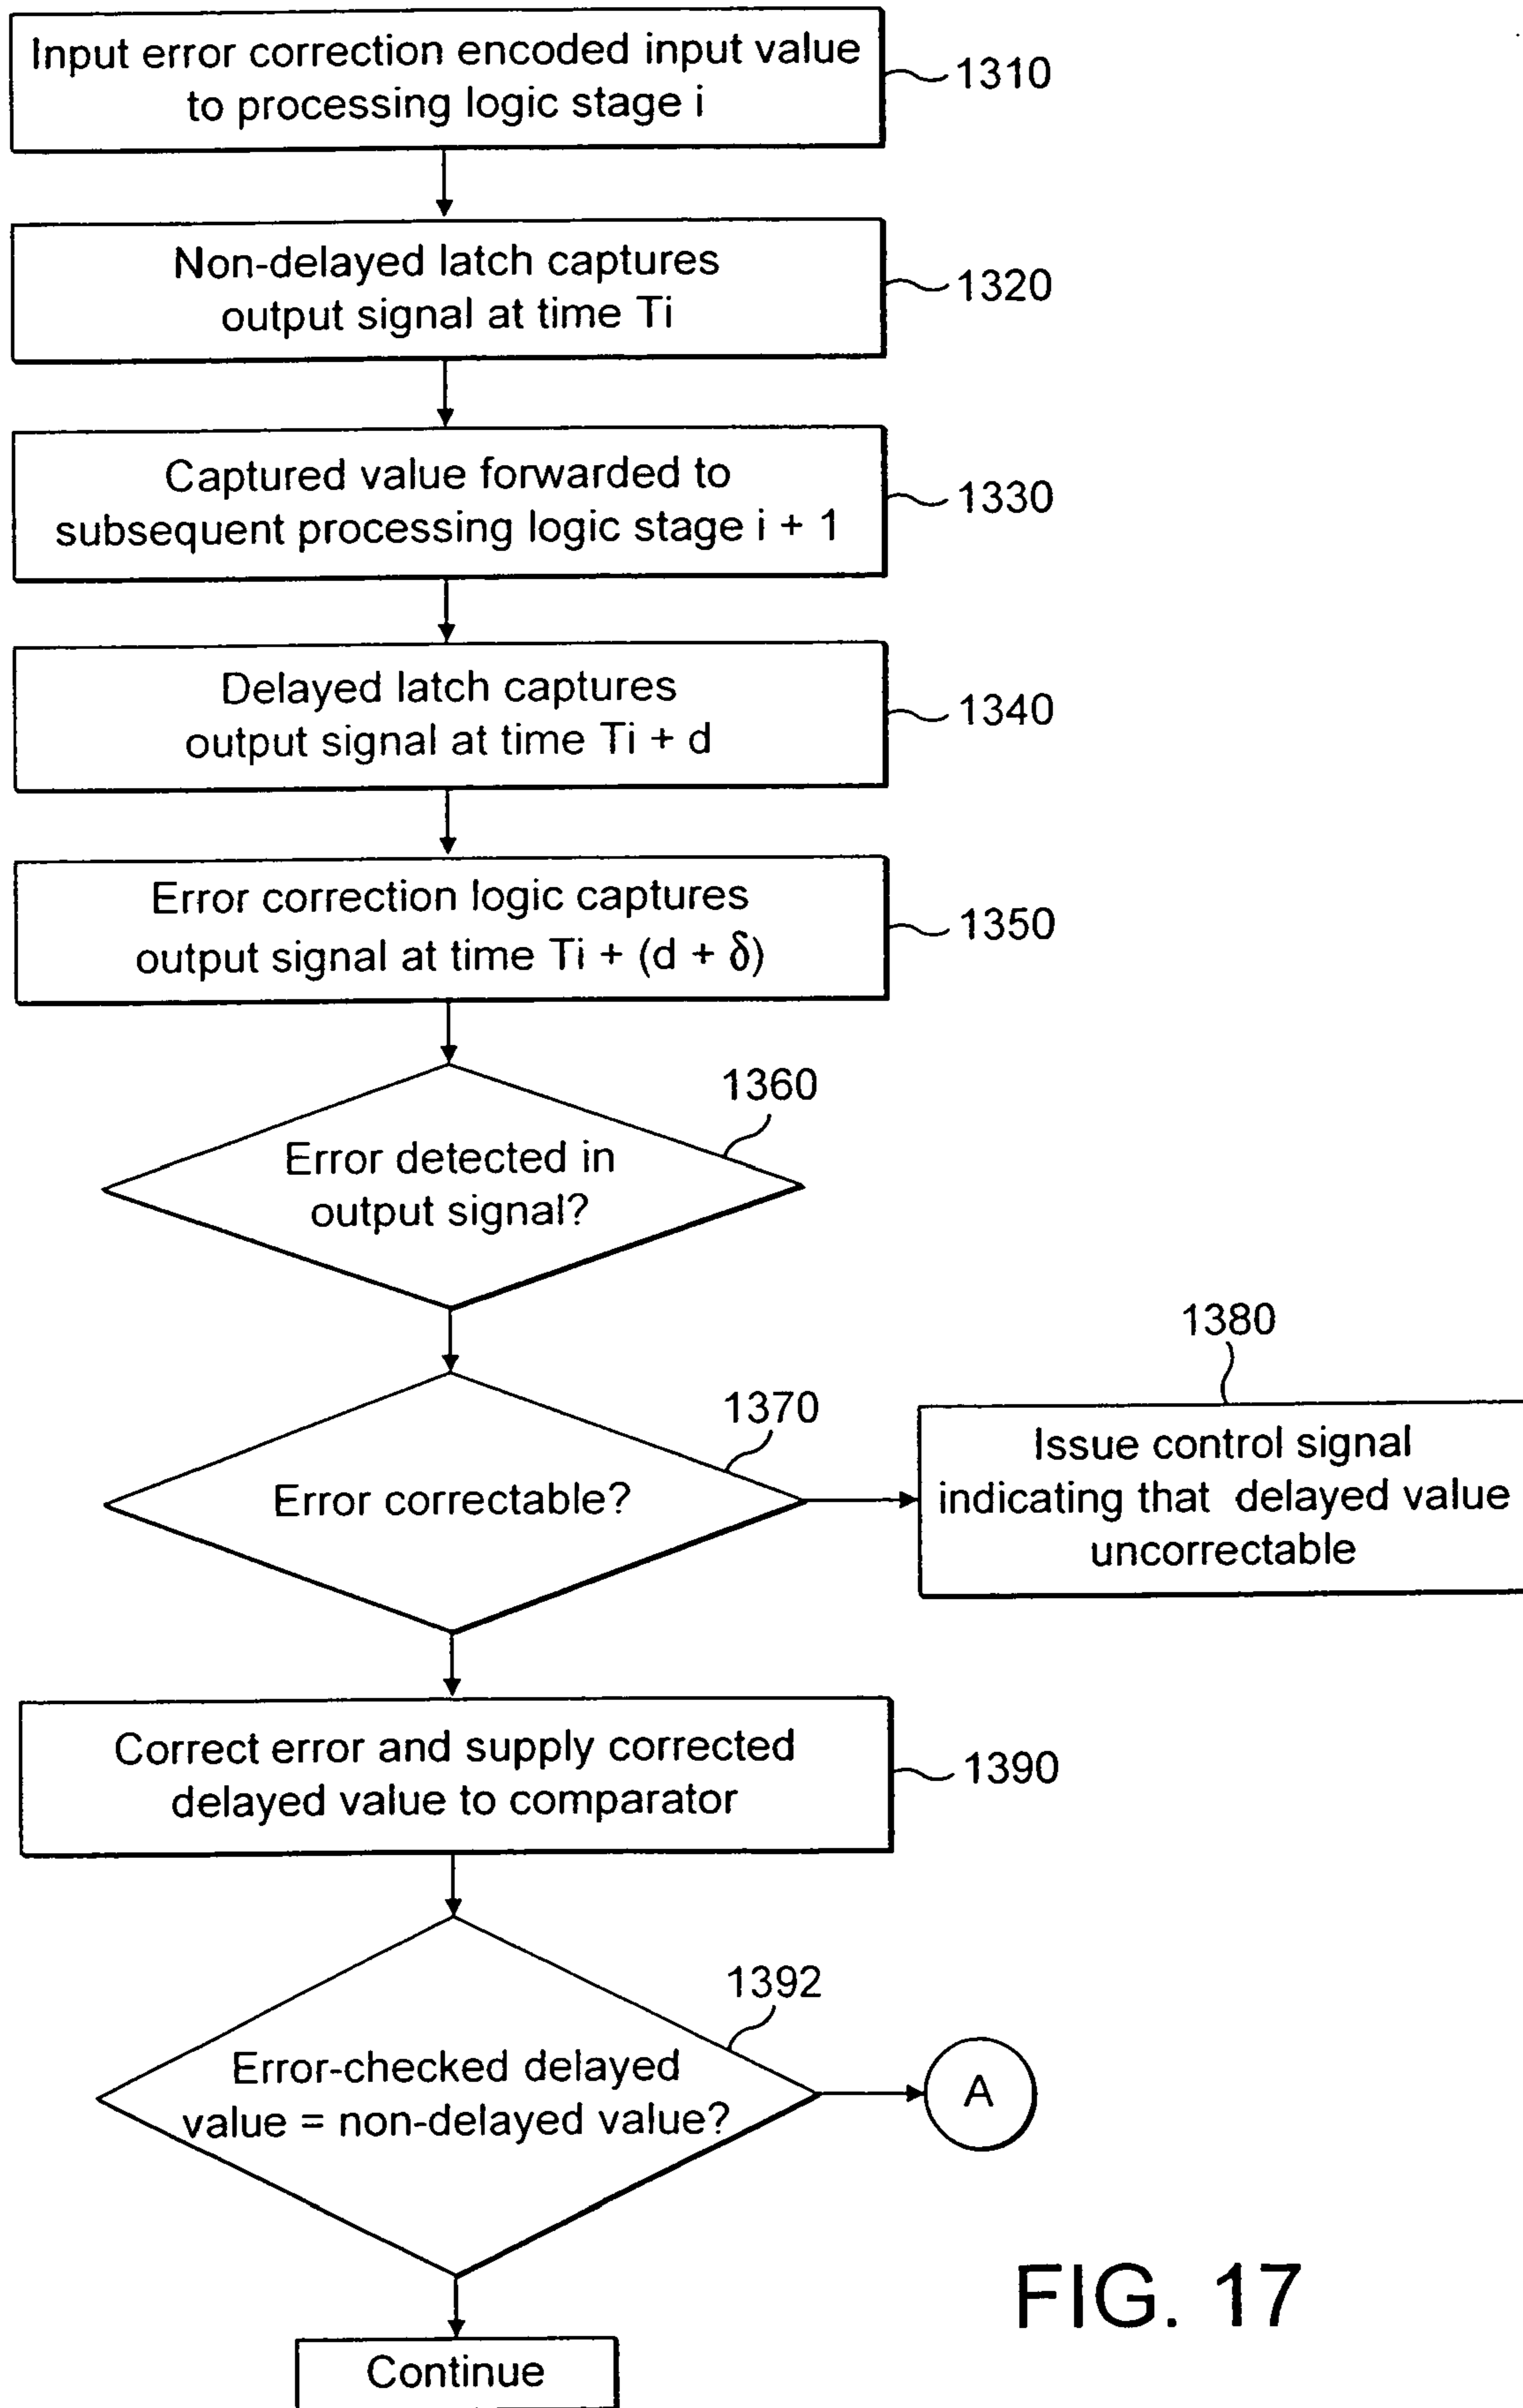 Input error correction encoded input value
to processing logic stage i
1310
Non-delayed latch captures
output signal at time Ti
1320
Captured value forwarded to
subsequent processing logic stage i + 1
1330
Delayed latch captures
output signal at time Ti + d
1340
Error correction logic captures
output signal at time Ti + (d + δ)
1350
1360
Error detected in
output signal?
1370
Error correctable?
1380
Issue control signal
indicating that delayed value
uncorrectable
Correct error and supply corrected
delayed value to comparator
1390
1392
Error-checked delayed
value = non-delayed value?
A
Continue
FIG. 17